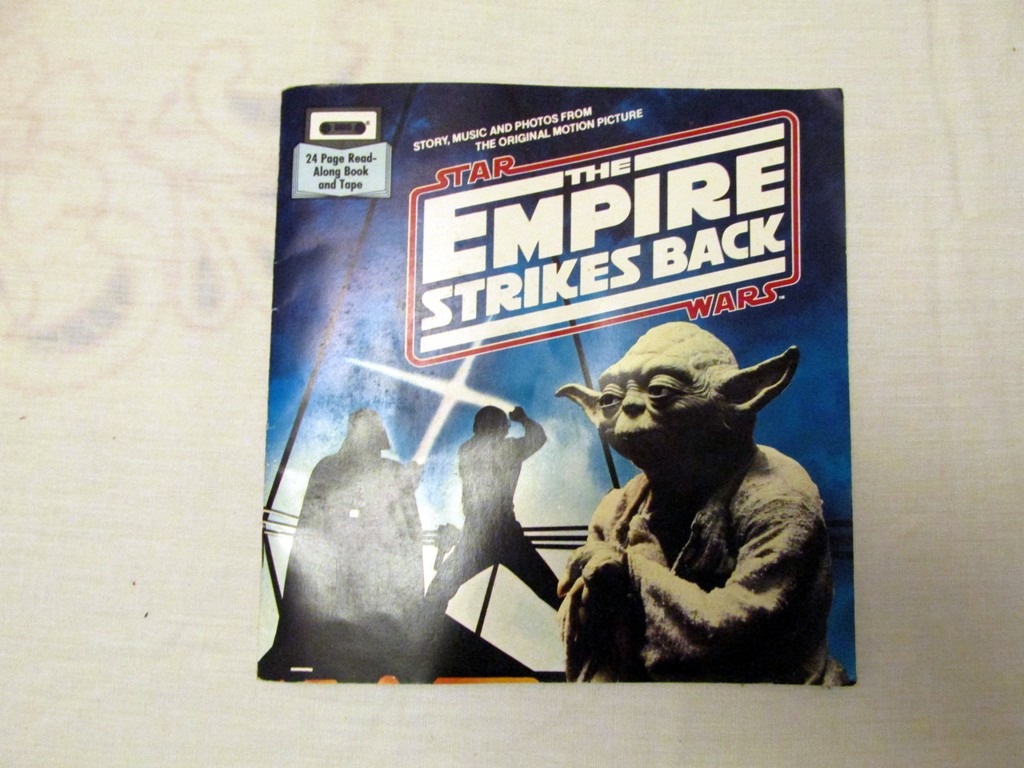 24 Page Read-
Along Book
and Tape
STORY, MUSIC AND PHOTOS FROM
THE ORIGINAL MOTION PICTURE
STAR
THE
EMPIRE
STRIKES BACK
WARS™